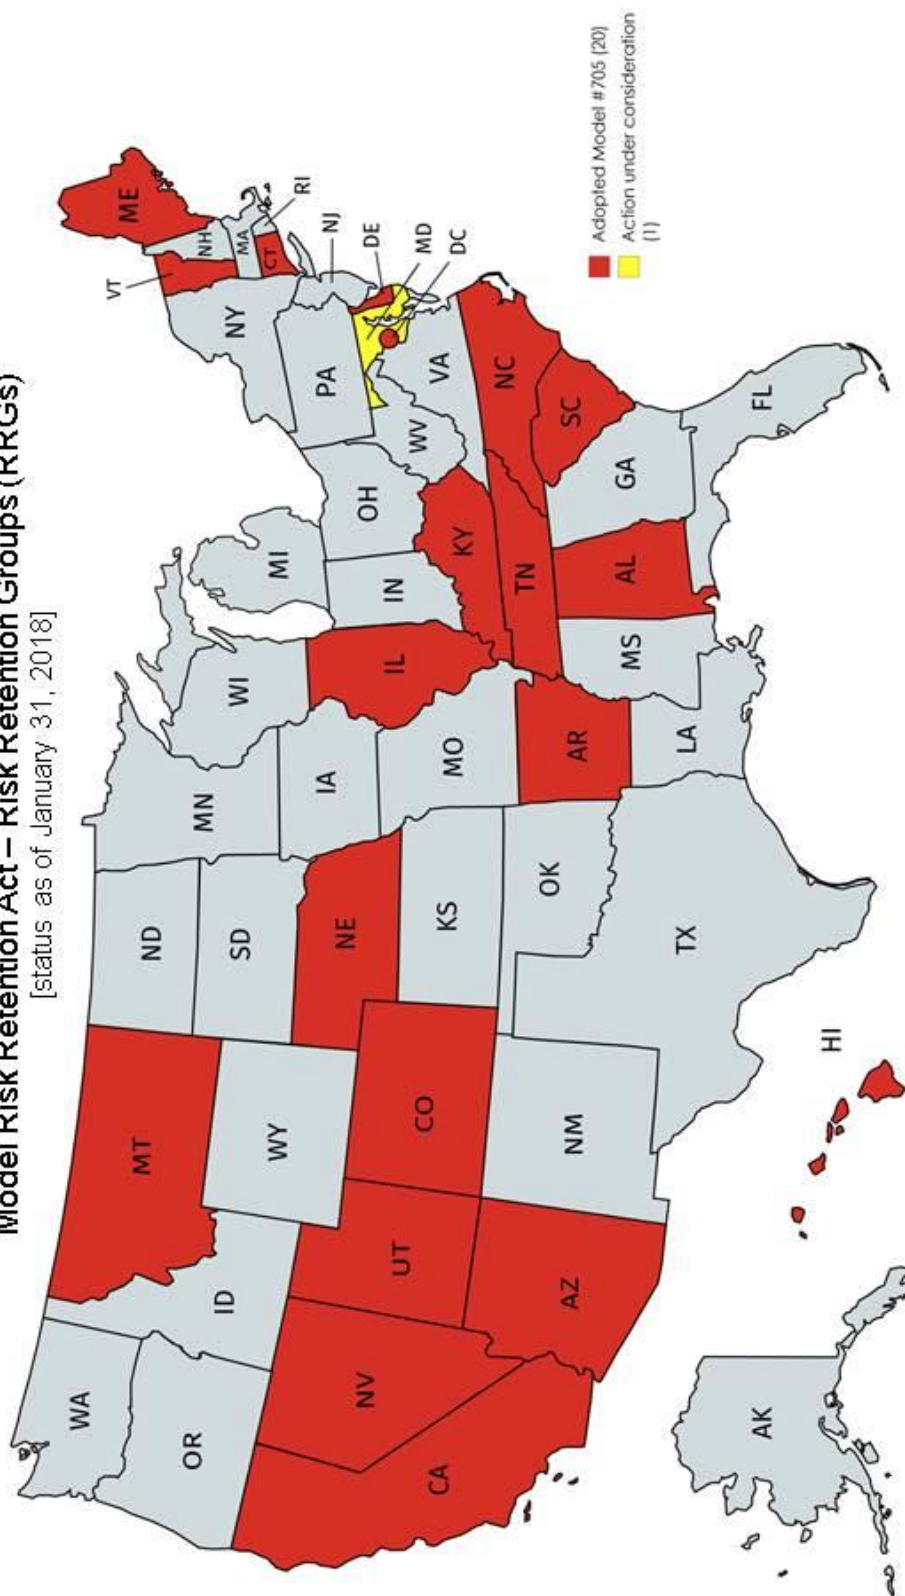 Model Risk Retention Act – Risk Retention Groups (RRGs)
[status as of January 31, 2018]
WA
OR
CA
NV
ID
MT
WY
UT
AZ
CO
NM
ND
SD
NE
KS
OK
TX
MN
IA
MO
AR
LA
WI
IL
MS
MI
IN
OH
KY
TN
AL
GA
FL
SC
NC
VA
WV
PA
NY
VT
NH
MA
CT
ME
RI
NJ
DE
MD
DC
AK
HI
Adopted Model #705 (20)
Action under consideration
(1)